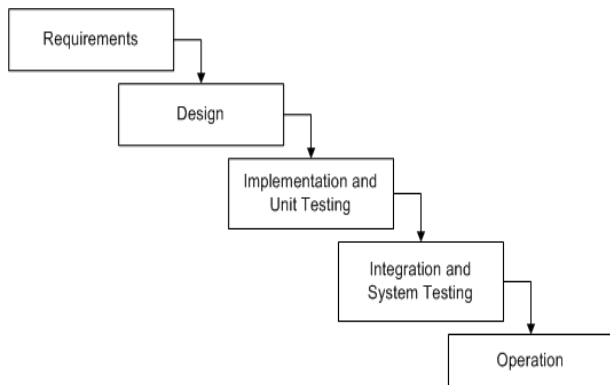 Requirements
Design
Implementation and
Unit Testing
Integration and
System Testing
Operation